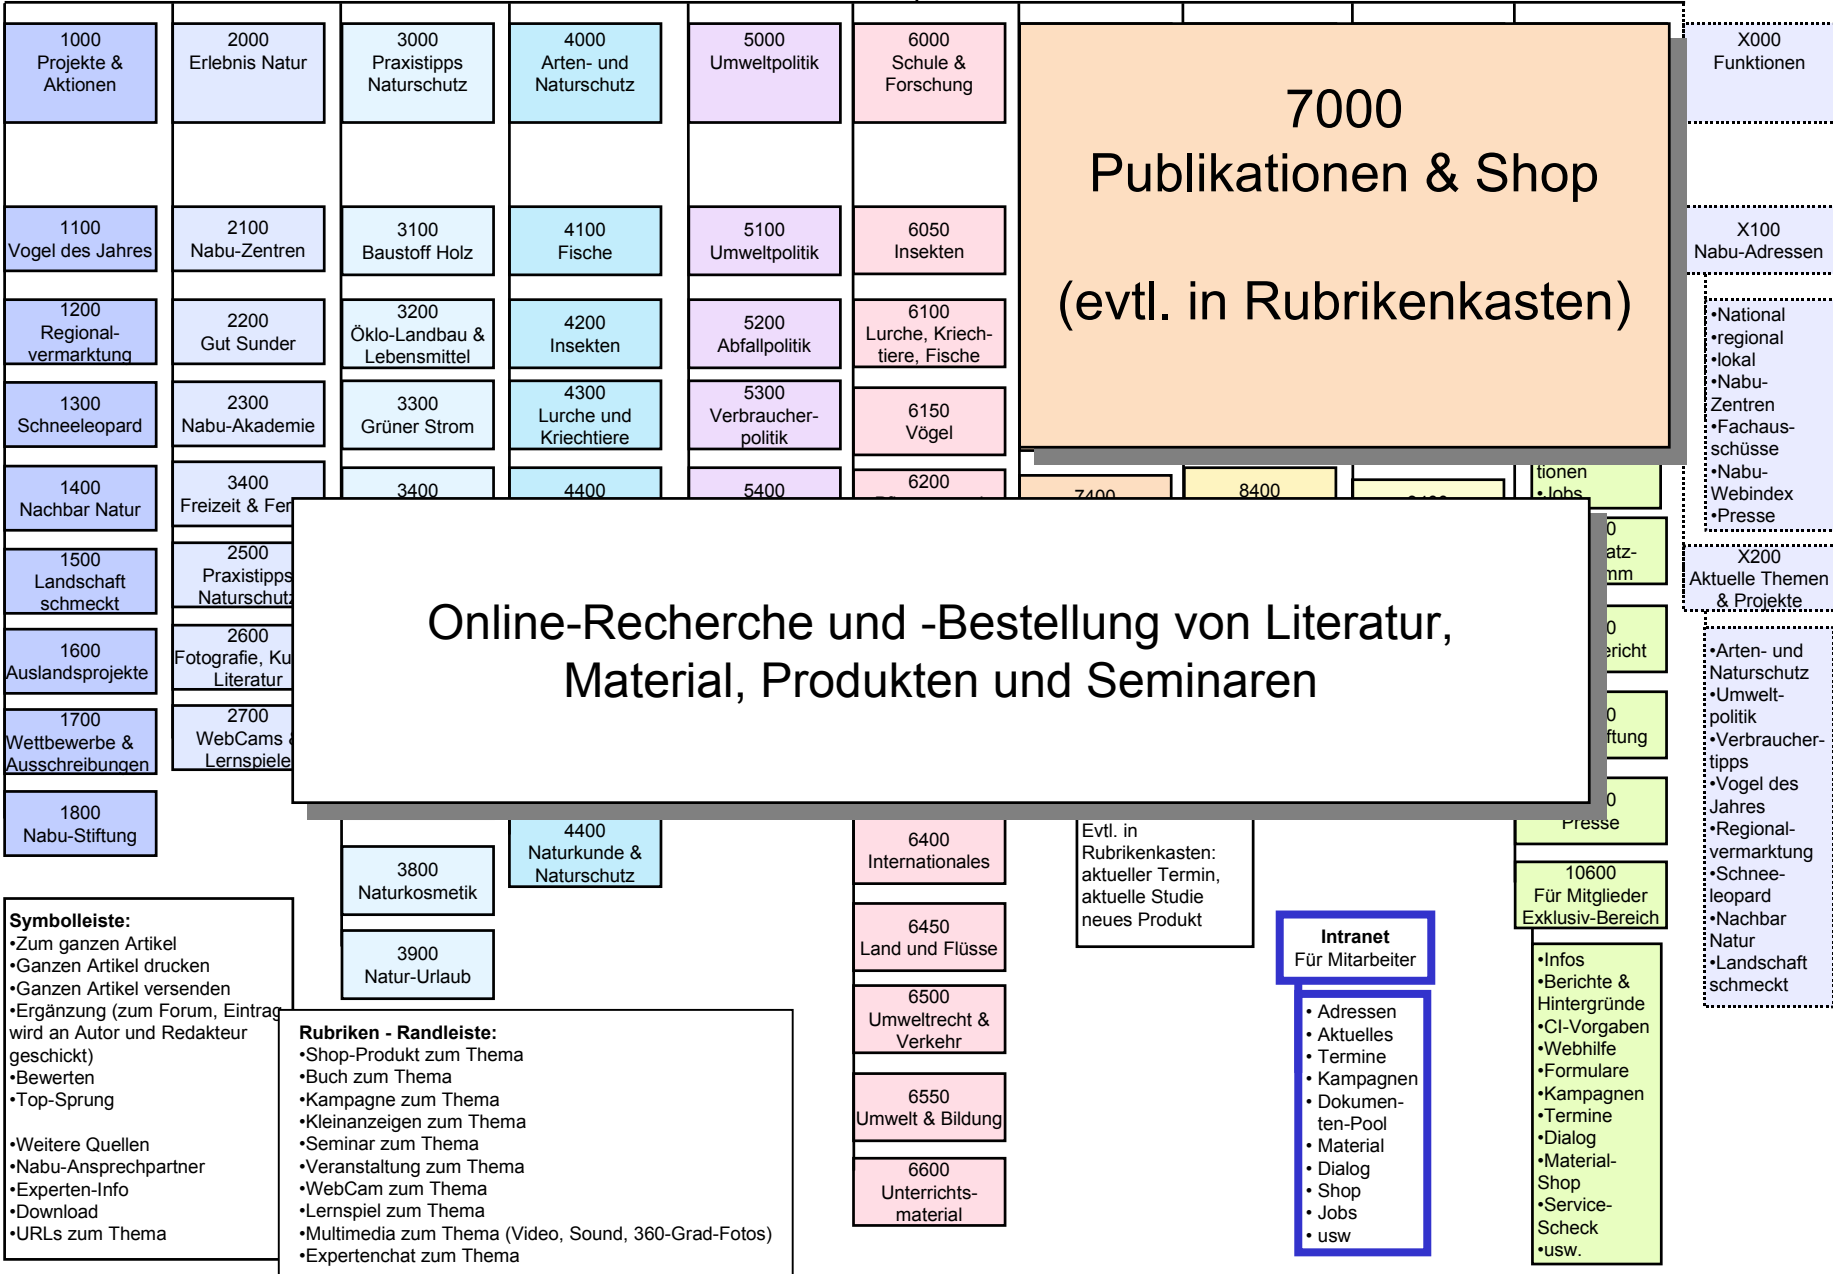 1000
Projekte &
Aktionen
1100
Vogel des Jahres
1200
Regional-
vermarktung
1300
Schneeleopard
1400
Nachbar Natur
1500
Landschaft
schmeckt
1600
Auslandsprojekte
1700
Wettbewerbe &
Ausschreibungen
1800
Nabu-Stiftung
2000
Erlebnis Natur
2100
Nabu-Zentren
2200
Gut Sunder
2300
Nabu-Akademie
3400
Freizeit &
2500
Praxistipps
Naturschutz
2600
Fotografie,
Literatur
2700
WebCams
Lernspiele
3000
Praxistipps
Naturschutz
3100
Baustoff Holz
3200
Öklo-Landbau &
Lebensmittel
3300
Grüner Strom
3400
3800
Naturkosmetik
3900
Natur-Urlaub
4000
Arten- und
Naturschutz
4100
Fische
4200
Insekten
4300
Lurche und
Kriechtiere
4400
4400
Naturkunde &
Naturschutz
5000
Umweltpolitik
5100
Umweltpolitik
5200
Abfallpolitik
5300
Verbraucher-
politik
5400
6000
Schule &
Forschung
6050
Insekten
6100
Lurche, Kriech-
tiere, Fische
6150
Vögel
6200
6400
Internationales
6450
Land und Flüsse
6500
Umweltrecht &
Verkehr
6550
Umwelt & Bildung
6600
Unterrichts-
material
7000
Publikationen & Shop
(evtl. in Rubrikenkasten)
7400
8400
Online-Recherche und -Bestellung von Literatur,
Material, Produkten und Seminaren
Evtl. in
Rubrikenkasten:
aktueller Termin,
aktuelle Studie
neues Produkt
tionen
•Jobs
Presse
10600
Für Mitglieder
Exklusiv-Bereich
•Infos
•Berichte &
Hintergründe
•CI-Vorgaben
•Webhilfe
•Formulare
•Kampagnen
•Termine
•Dialog
•Material-
Shop
•Service-
Scheck
•usw.
Intranet
Für Mitarbeiter
• Adressen
• Aktuelles
• Termine
• Kampagnen
• Dokumen-
ten-Pool
• Material
• Dialog
• Shop
• Jobs
• usw
X000
Funktionen
X100
Nabu-Adressen
•National
•regional
•lokal
•Nabu-
Zentren
•Fachaus-
schüsse
•Nabu-
Webindex
•Presse
X200
Aktuelle Themen
& Projekte
•Arten- und
Naturschutz
•Umwelt-
politik
•Verbraucher-
tipps
•Vogel des
Jahres
•Regional-
vermarktung
•Schnee-
leopard
•Nachbar
Natur
•Landschaft
schmeckt
Symbolleiste:
•Zum ganzen Artikel
•Ganzen Artikel drucken
•Ganzen Artikel versenden
•Ergänzung (zum Forum, Eintrag
wird an Autor und Redakteur
geschickt)
•Bewerten
•Top-Sprung
•Weitere Quellen
•Nabu-Ansprechpartner
•Experten-Info
•Download
•URLs zum Thema
Rubriken - Randleiste:
•Shop-Produkt zum Thema
•Buch zum Thema
•Kampagne zum Thema
•Kleinanzeigen zum Thema
•Seminar zum Thema
•Veranstaltung zum Thema
•WebCam zum Thema
•Lernspiel zum Thema
•Multimedia zum Thema (Video, Sound, 360-Grad-Fotos)
•Expertenchat zum Thema